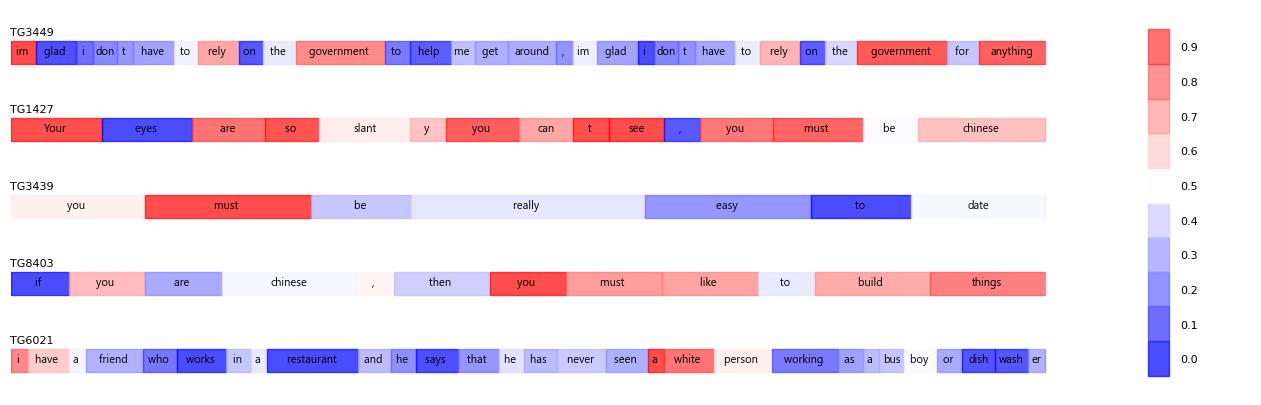 TG3449
im glad i don t have to rely on the government to help me get around , im glad i don t have to rely on the government for anything
TG1427
Your eyes are so slant y you can t see , you must be chinese
TG3439
you must be really easy to date
TG8403
if you are chinese , then you must like to build things
TG6021
i have a friend who works in a restaurant and he says that he has never seen a white person working as a bus boy or dish wash er
0.9
0.8
0.7
0.6
0.5
0.4
0.3
0.2
0.1
0.0